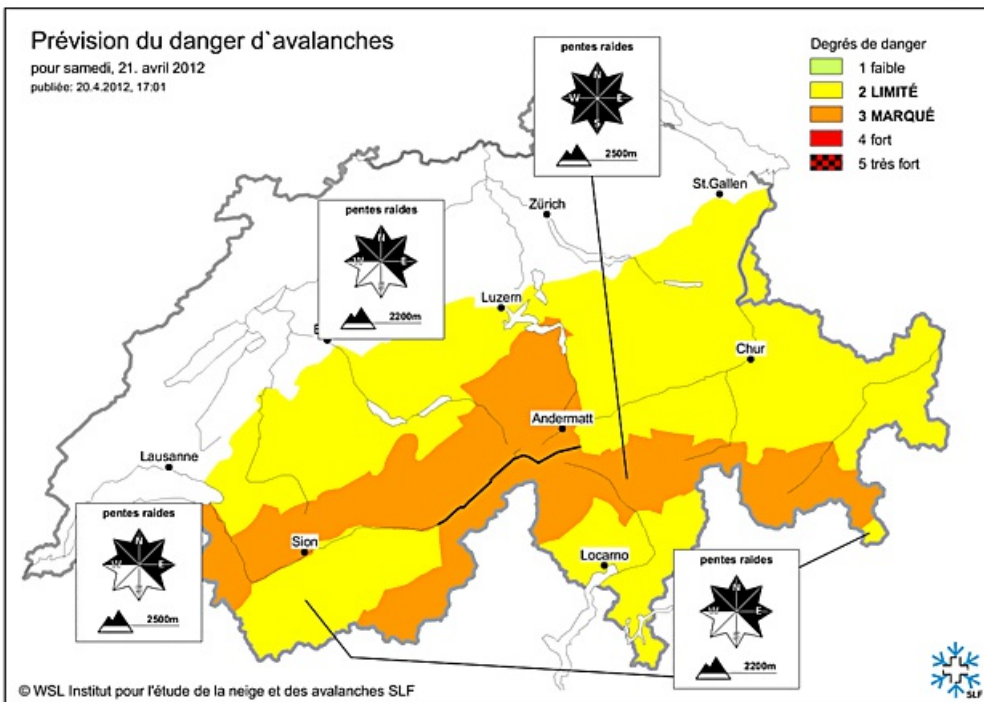 Prévision du danger d`avalanches
pour samedi, 21. avril 2012
publiée: 20.4.2012, 17:01
pentes raides
N
W E
S
2500m
Degrés de danger
1 faible
2 LIMITÉ
3 MARQUÉ
4 fort
5 très fort
St.Gallen
Zürich
pentes raides
N
W E
S
2200m
Luzern
Chur
Andermatt
Lausanne
pentes raides
N
W E
S
2500m
Sion
Locarno
pentes raides
N
W E
S
2200m
© WSL Institut pour l'étude de la neige et des avalanches SLF
SLF